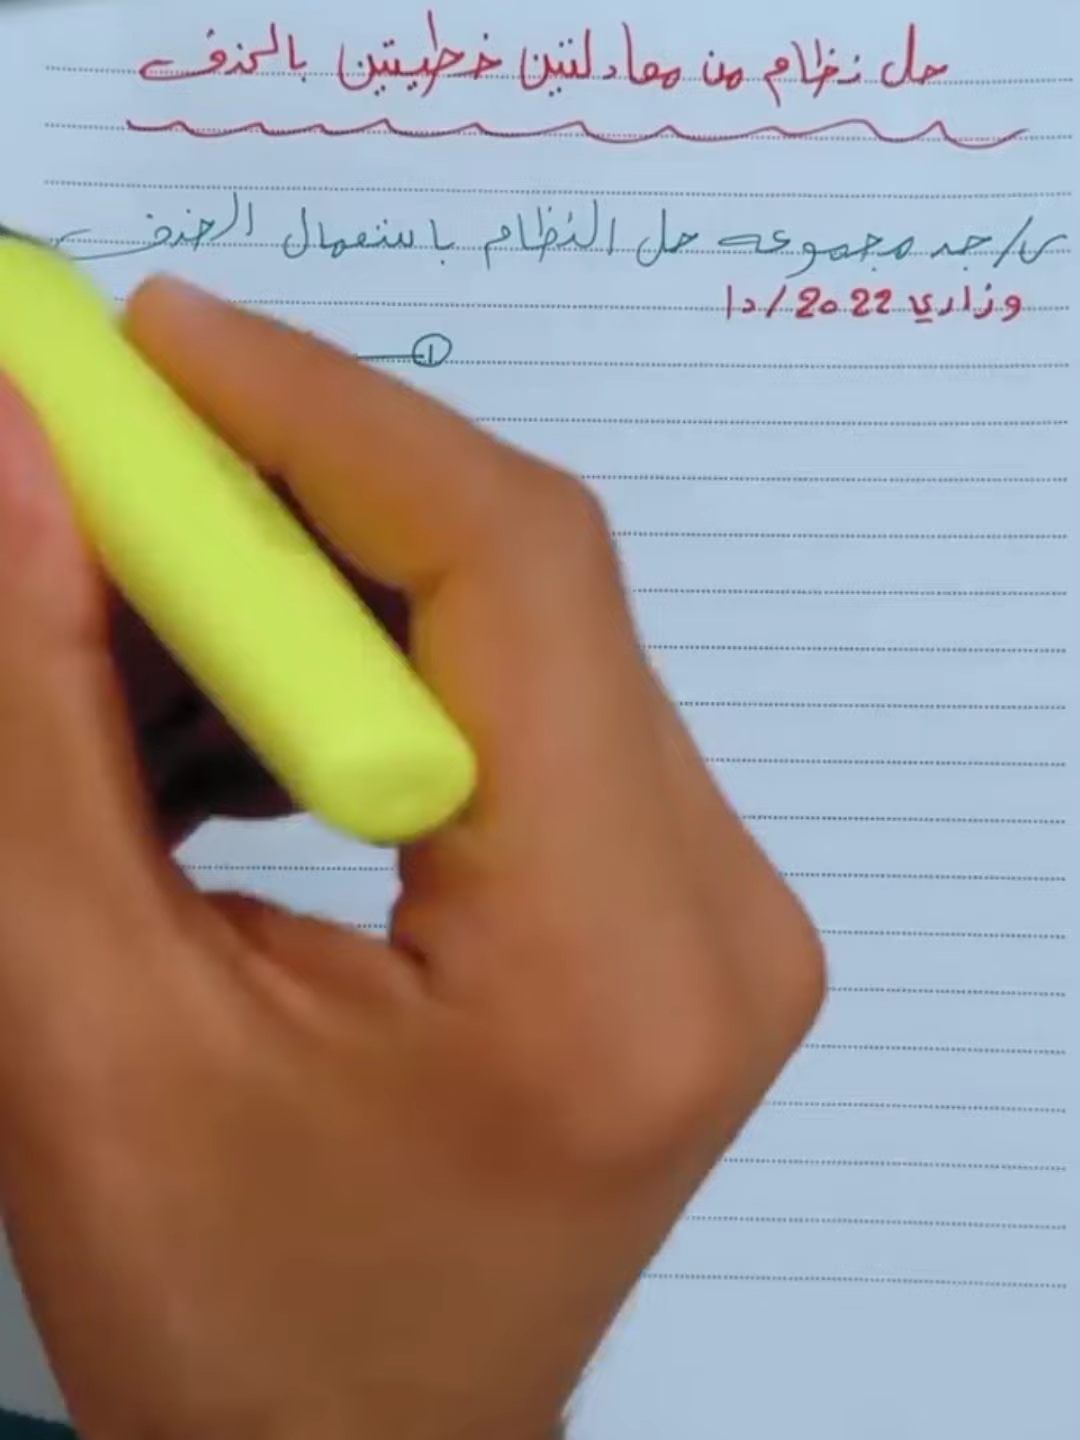 حل نظام من معادلتين خطيتين بالحذف
س/ جد مجموعة حل النظام باستعمال الحذف
وزاري 2022 / د1
①